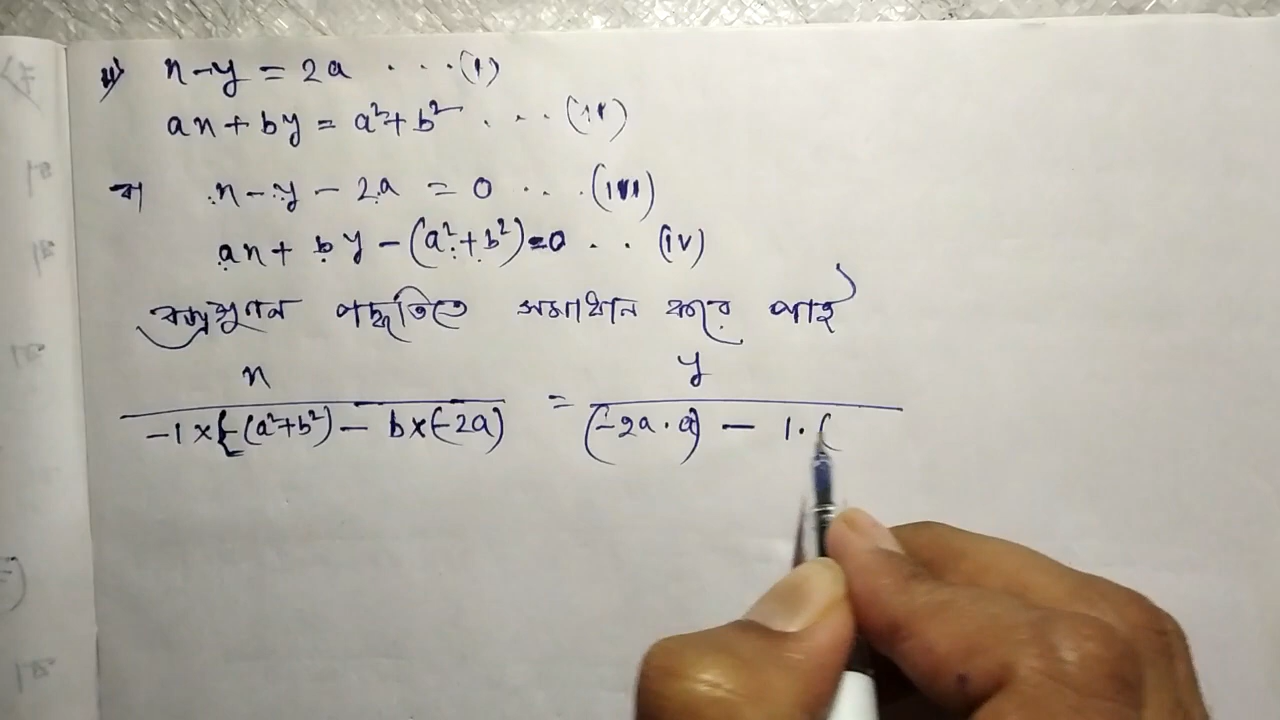 x - y = 2a ...(i)
ax + by = a² + b² ...(ii)
বা x - y - 2a = 0 ...(iii)
ax + by - (a² + b²) = 0 .. (iv)
বজ্রগুণন পদ্ধতিতে সমাধান করে পাই
x / -1 × {-(a² + b²) - b × (-2a) = y / (-2a · a) - 1 · (